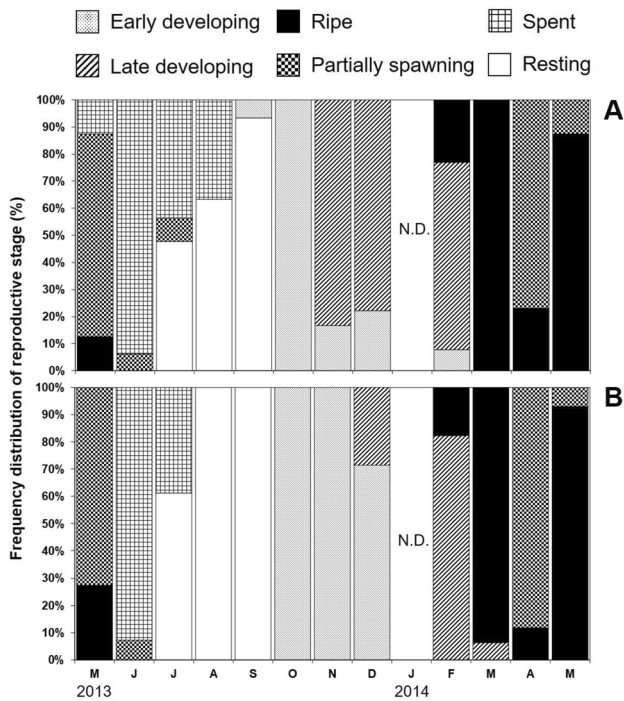 Early developing Ripe Spent
Late developing Partially spawning Resting
Frequency distribution of reproductive stage (%)
100%
90%
80%
70%
60%
50%
40%
30%
20%
10%
0%
N.D.
A
100%
90%
80%
70%
60%
50%
40%
30%
20%
10%
0%
N.D.
B
M J J A S O N D J F M A M
2013 2014